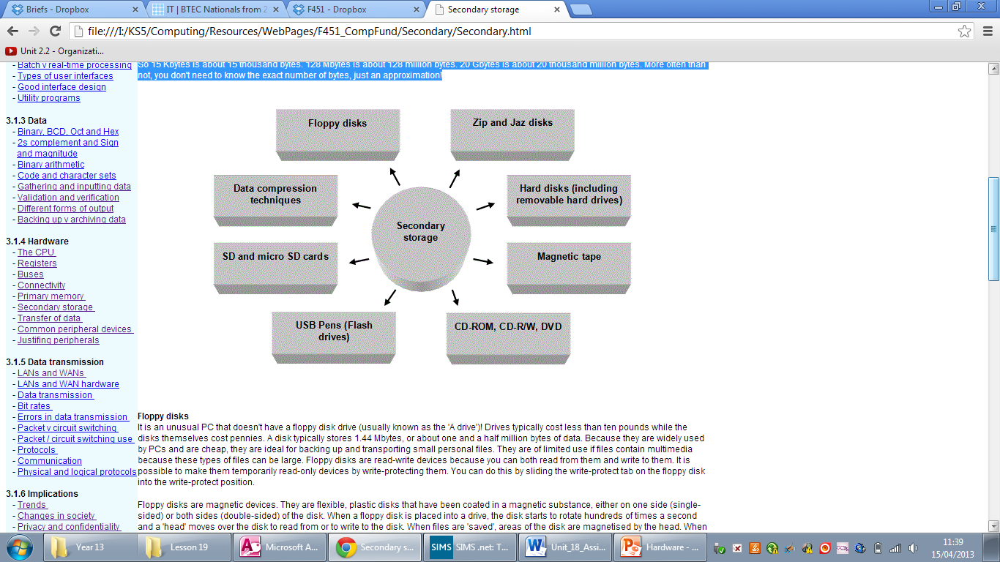 Briefs - Dropbox
IT | BTEC Nationals from 2
F451 - Dropbox
Secondary storage
file:///I:/KS5/Computing/Resources/WebPages/F451_CompFund/Secondary/Secondary.html
Unit 2.2 - Organizati...
- Batch v real-time processing
- Types of user interfaces
- Good interface design
- Utility programs
3.1.3 Data
- Binary, BCD, Oct and Hex
- 2s complement and Sign
and magnitude
- Binary arithmetic
- Code and character sets
- Gathering and inputting data
- Validation and verification
- Different forms of output
- Backing up v archiving data
3.1.4 Hardware
- The CPU
- Registers
- Buses
- Connectivity
- Primary memory
- Secondary storage
- Transfer of data
- Common peripheral devices
- Justifing peripherals
3.1.5 Data transmission
- LANs and WANs
- LANs and WAN hardware
- Data transmission
- Bit rates
- Errors in data transmission
- Packet v circuit switching
- Packet / circuit switching use
- Protocols
- Communication
- Physical and logical protocols
3.1.6 Implications
- Trends
- Changes in society
- Privacy and confidentiality
So 15 Kbytes is about 15 thousand bytes. 128 Mbytes is about 128 million bytes. 20 Gbytes is about 20 thousand million bytes. More often than
not, you don't need to know the exact number of bytes, just an approximation!
Floppy disks
Zip and Jaz disks
Data compression
techniques
Hard disks (including
removable hard drives)
Secondary
storage
SD and micro SD cards
Magnetic tape
USB Pens (Flash
drives)
CD-ROM, CD-R/W, DVD
Floppy disks
It is an unusual PC that doesn't have a floppy disk drive (usually known as the 'A drive')! Drives typically cost less than ten pounds while the
disks themselves cost pennies. A disk typically stores 1.44 Mbytes, or about one and a half million bytes of data. Because they are widely used
by PCs and are cheap, they are ideal for backing up and transporting small personal files. They are of limited use if files contain multimedia
because these types of files can be large. Floppy disks are read-write devices because you can both read from them and write to them. It is
possible to make them temporarily read-only devices by write-protecting them. You can do this by sliding the write-protect tab on the floppy disk
into the write-protect position.
Floppy disks are magnetic devices. They are flexible, plastic disks that have been coated in a magnetic substance, either on one side (single-
sided) or both sides (double-sided) of the disk. When a floppy disk is placed into a drive, the disk starts to rotate hundreds of times a second
and a 'head' moves over the disk to read from or to write to the disk. When files are 'saved', areas of the disk are magnetised by the head. When
Year 13
Lesson 19
Microsoft A...
Secondary s...
SIMS
SIMS .net: T...
Unit_18_Assi...
Hardware - ...
11:39
15/04/2013